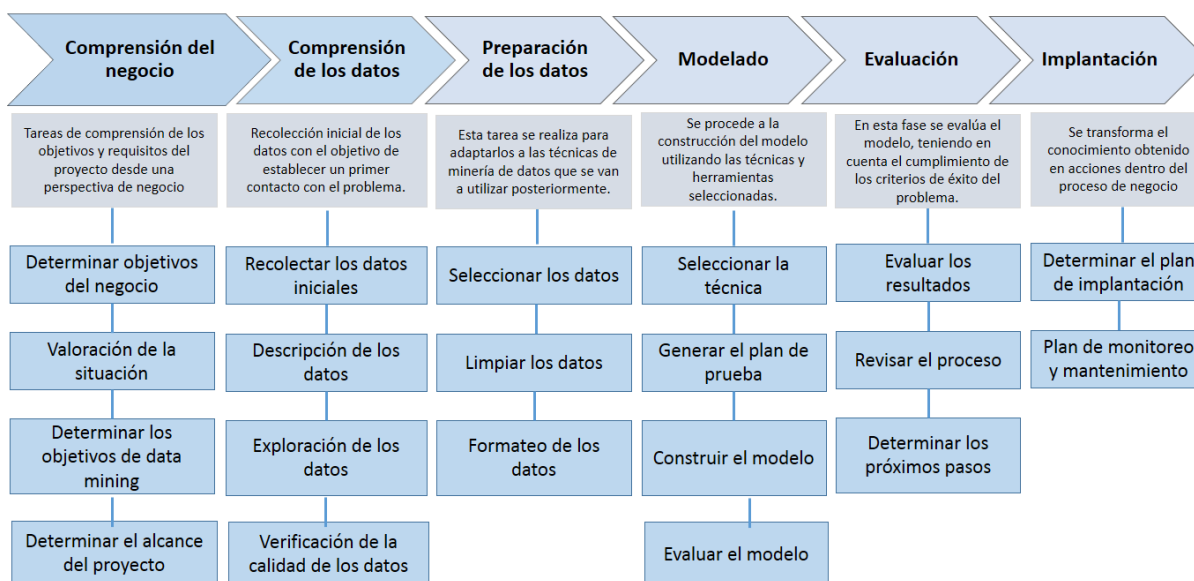 Comprensión del
negocio
Comprensión
de los datos
Preparación
de los datos
Modelado
Evaluación
Implantación
Tareas de comprensión de los
objetivos y requisitos del
proyecto desde una
perspectiva de negocio
Recolección inicial de los
datos con el objetivo de
establecer un primer
contacto con el problema.
Esta tarea se realiza para
adaptarlos a las técnicas de
minería de datos que se van
a utilizar posteriormente.
Se procede a la
construcción del modelo
utilizando las técnicas y
herramientas
seleccionadas.
En esta fase se evalúa el
modelo, teniendo en
cuenta el cumplimiento de
los criterios de éxito del
problema.
Se transforma el
conocimiento obtenido
en acciones dentro del
proceso de negocio
Determinar objetivos
del negocio
Recolectar los datos
iniciales
Seleccionar los datos
Seleccionar la
técnica
Evaluar los
resultados
Determinar el plan
de implantación
Valoración de la
situación
Descripción de los
datos
Limpiar los datos
Generar el plan de
prueba
Revisar el proceso
Plan de monitoreo
y mantenimiento
Determinar los
objetivos de data
mining
Exploración de los
datos
Formateo de los
datos
Construir el modelo
Determinar los
próximos pasos
Determinar el alcance
del proyecto
Verificación de la
calidad de los datos
Evaluar el modelo